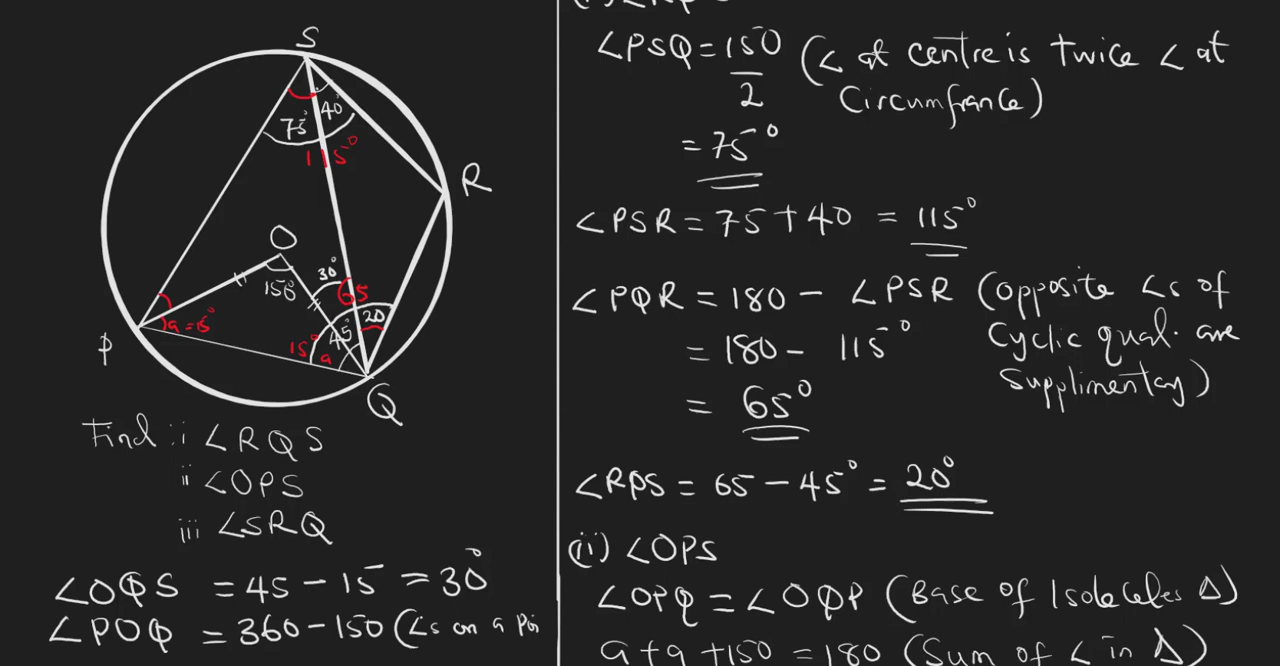 S
75°
40°
115°
R
O
150
30°
65
20
45°
a=15°
15°
a
P
Q
Find : i ∠RQS
ii ∠OPS
iii ∠SRQ
∠OQS = 45 - 15 = 30°
∠POQ = 360 - 150 (∠s on a poi
∠PSQ = 150/2 (∠ at centre is twice ∠ at
Circumfrance)
= 75°
∠PSR = 75 + 40 = 115°
∠PQR = 180 - ∠PSR (Opposite ∠s of
Cyclic qual. are
Supplimentay)
= 180 - 115°
= 65°
∠RPS = 65 - 45° = 20°
(ii) ∠OPS
∠OPQ = ∠OQP (Base of Isoleceles Δ)
a + a + 150 = 180 (Sum of ∠ in Δ)